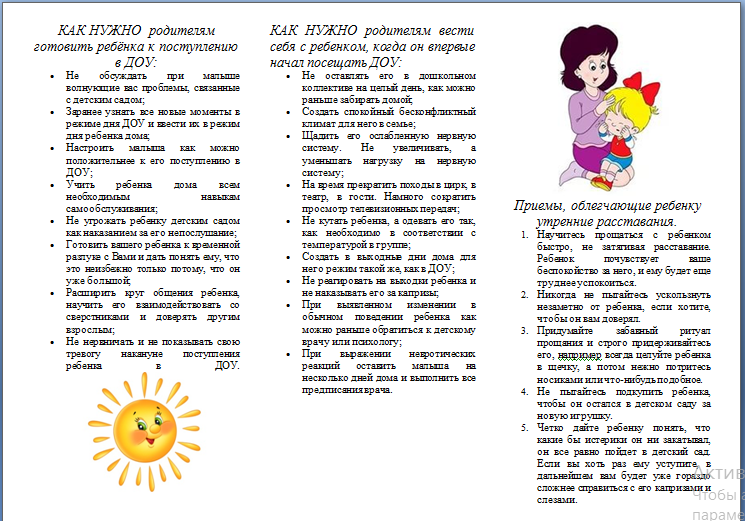 КАК НУЖНО родителям
готовить ребёнка к поступлению
в ДОУ:
• Не обсуждать при малыше
волнующие вас проблемы, связанные
с детским садом;
• Заранее узнать все новые моменты в
режиме дня ДОУ и ввести их в режим
дня ребенка дома;
• Настроить малыша как можно
положительнее к его поступлению в
ДОУ;
• Учить ребенка дома всем
необходимым навыкам
самообслуживания;
• Не угрожать ребенку детским садом
как наказанием за его непослушание;
• Готовить вашего ребенка к временной
разлуке с Вами и дать понять ему, что
это неизбежно только потому, что он
уже большой;
• Расширить круг общения ребенка,
научить его взаимодействовать со
сверстниками и доверять другим
взрослым;
• Не нервничать и не показывать свою
тревогу накануне поступления
ребенка в ДОУ.
КАК НУЖНО родителям вести
себя с ребенком, когда он впервые
начал посещать ДОУ:
• Не оставлять его в дошкольном
коллективе на целый день, как можно
раньше забирать домой;
• Создать спокойный бесконфликтный
климат для него в семье;
• Щадить его ослабленную нервную
систему. Не увеличивать, а
уменьшать нагрузку на нервную
систему;
• На время прекратить походы в цирк, в
театр, в гости. Намного сократить
просмотр телевизионных передач;
• Не кутать ребенка, а одевать его так,
как необходимо в соответствии с
температурой в группе;
• Создать в выходные дни дома для
него режим такой же, как в ДОУ;
• Не реагировать на выходки ребенка и
не наказывать его за капризы;
• При выявленном изменении в
обычном поведении ребенка как
можно раньше обратиться к детскому
врачу или психологу;
• При выражении невротических
реакций оставить малыша на
несколько дней дома и выполнить все
предписания врача.
Приемы, облегчающие ребенку
утренние расставания.
1. Научитесь прощаться с ребенком
быстро, не затягивая расставание.
Ребенок почувствует ваше
беспокойство за него, и ему будет еще
труднее успокоиться.
2. Никогда не пытайтесь ускользнуть
незаметно от ребенка, если хотите,
чтобы он вам доверял.
3. Придумайте забавный ритуал
прощания и строго придерживайтесь
его, например всегда целуйте ребенка
в щечку, а потом нежно потритесь
носиками или что-нибудь подобное.
4. Не пытайтесь подкупить ребенка,
чтобы он остался в детском саду за
новую игрушку.
5. Четко дайте ребенку понять, что
какие бы истерики он ни закатывал,
он все равно пойдет в детский сад.
Если вы хоть раз ему уступите, в
дальнейшем вам будет уже гораздо
сложнее справиться с его капризами и
слезами.
Актив
Чтобы а
параме